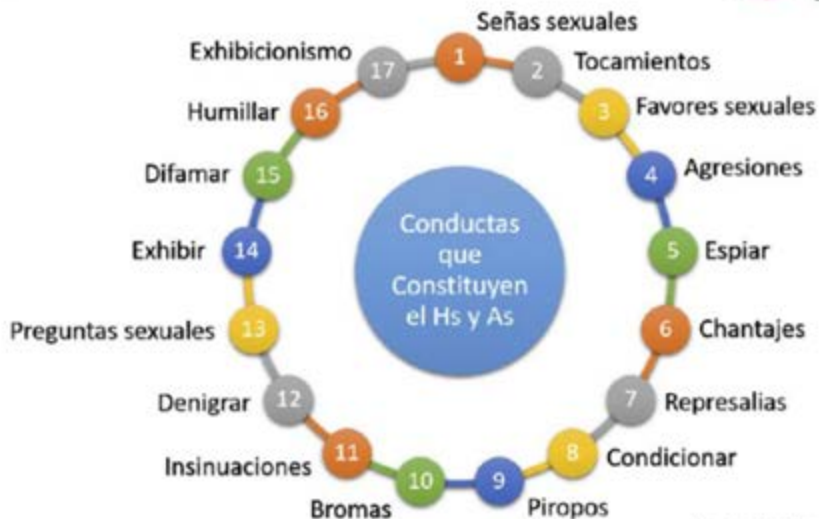 1
Señas sexuales
2
Tocamientos
3
Favores sexuales
4
Agresiones
5
Espiar
6
Chantajes
7
Represalias
8
Condicionar
9
Piropos
10
Bromas
11
Insinuaciones
12
Denigrar
13
Preguntas sexuales
14
Exhibir
15
Difamar
16
Humillar
17
Exhibicionismo
Conductas
que
Constituyen
el Hs y As